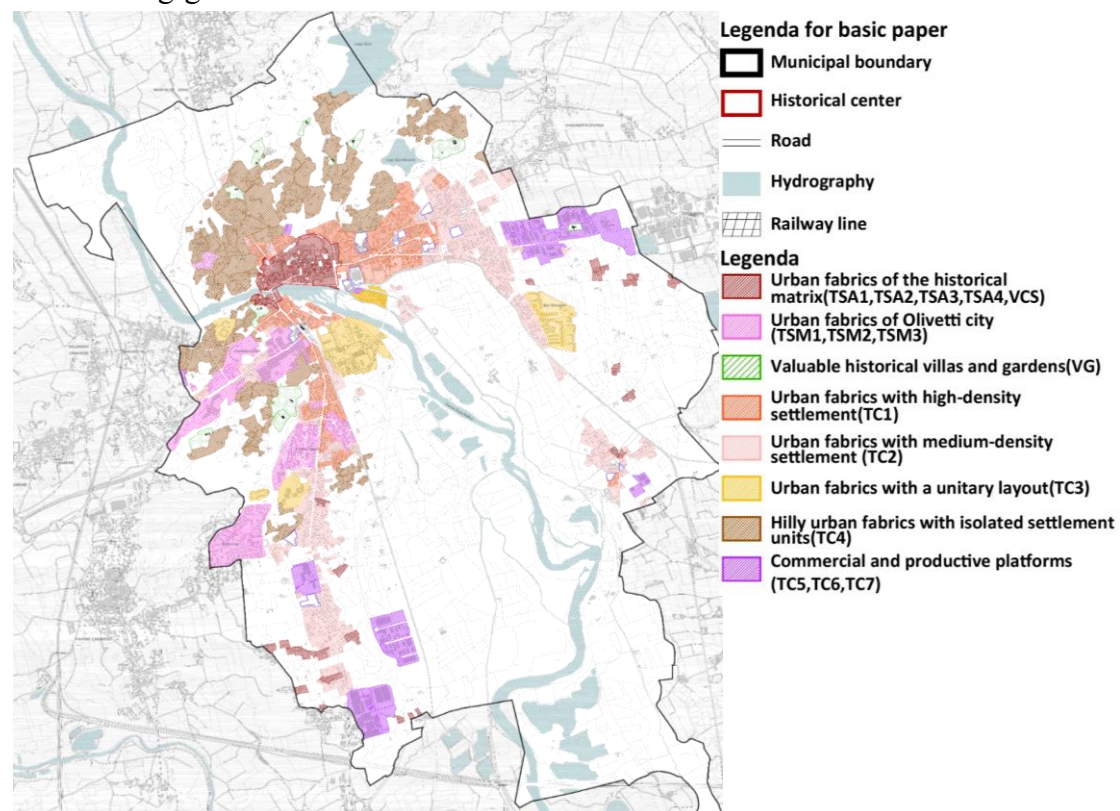 Legenda for basic paper
Municipal boundary
Historical center
Road
Hydrography
Railway line
Legenda
Urban fabrics of the historical
matrix(TSA1,TSA2,TSA3,TSA4,VCS)
Urban fabrics of Olivetti city
(TSM1,TSM2,TSM3)
Valuable historical villas and gardens(VG)
Urban fabrics with high-density
settlement(TC1)
Urban fabrics with medium-density
settlement (TC2)
Urban fabrics with a unitary layout(TC3)
Hilly urban fabrics with isolated settlement
units(TC4)
Commercial and productive platforms
(TC5,TC6,TC7)